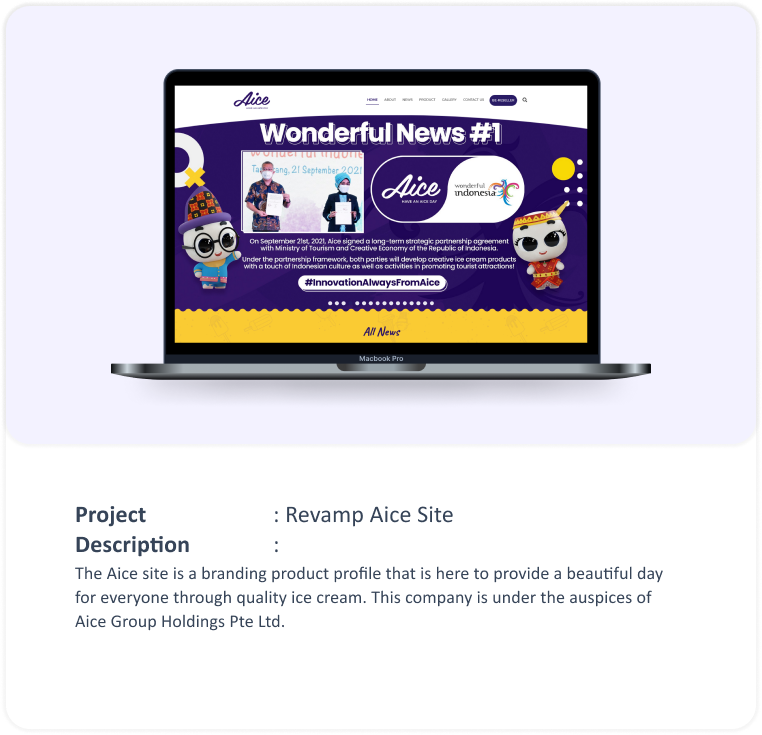 Aice
HOME ABOUT NEWS PRODUCT GALLERY CONTACT US BE RESELLER
Wonderful News #1
Wonderful Indone
Tangerang, 21 September 2021
Aice
HAVE AN AICE DAY
wonderful
indonesia
On September 21st, 2021, Aice signed a long-term strategic partnership agreement
with Ministry of Tourism and Creative Economy of the Republic of Indonesia.
Under the partnership framework, both parties will develop creative ice cream products
with a touch of Indonesian culture as well as activities in promoting tourist attractions!
#InnovationAlwaysFromAice
All News
Macbook Pro
Project : Revamp Aice Site
Description :
The Aice site is a branding product profile that is here to provide a beautiful day
for everyone through quality ice cream. This company is under the auspices of
Aice Group Holdings Pte Ltd.